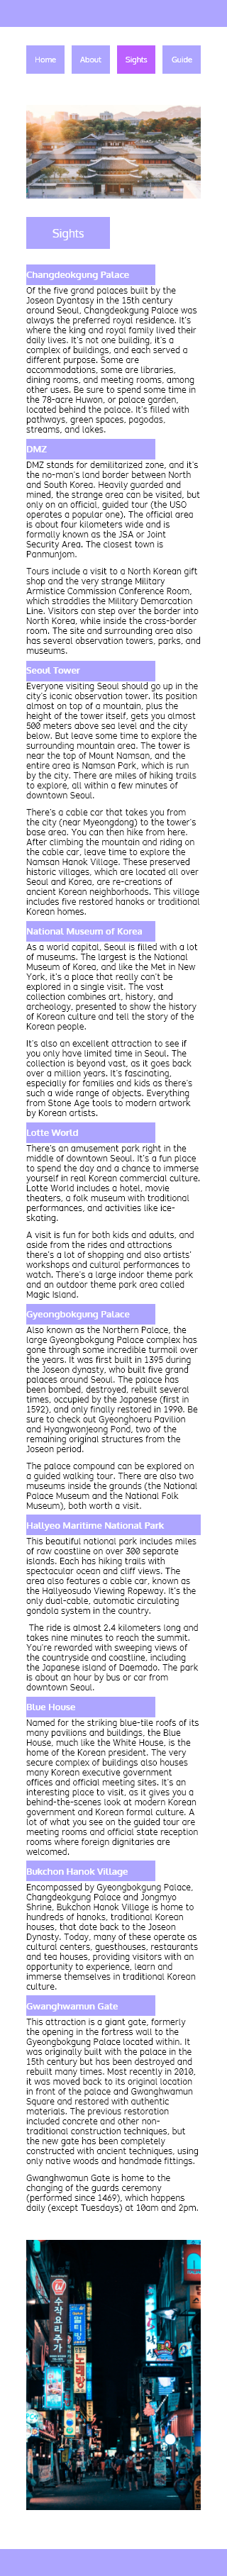 Home
About
Sights
Guide
Sights
Changdeokgung Palace
Of the five grand palaces built by the
Joseon Dyantasy in the 15th century
around Seoul, Changdeokgung Palace was
always the preferred royal residence. It's
where the king and royal family lived their
daily lives. It's not one building, it's a
complex of buildings, and each served a
different purpose. Some are
accommodations, some are libraries,
dining rooms, and meeting rooms, among
other uses. Be sure to spend some time in
the 78-acre Huwon, or palace garden,
located behind the palace. It's filled with
pathways, green spaces, pagodas,
streams, and lakes.
DMZ
DMZ stands for demilitarized zone, and it's
the no-man's land border between North
and South Korea. Heavily guarded and
mined, the strange area can be visited, but
only on an official, guided tour (the USO
operates a popular one). The official area
is about four kilometers wide and is
formally known as the JSA or Joint
Security Area. The closest town is
Panmunjom.
Tours include a visit to a North Korean gift
shop and the very strange Military
Armistice Commission Conference Room,
which straddles the Military Demarcation
Line. Visitors can step over the border into
North Korea, while inside the cross-border
room. The site and surrounding area also
has several observation towers, parks, and
museums.
Seoul Tower
Everyone visiting Seoul should go up in the
city's iconic observation tower. Its position
almost on top of a mountain, plus the
height of the tower itself, gets you almost
500 meters above sea level and the city
below. But leave some time to explore the
surrounding mountain area. The tower is
near the top of Mount Namsan, and the
entire area is Namsan Park, which is run
by the city. There are miles of hiking trails
to explore, all within a few minutes of
downtown Seoul.
There's a cable car that takes you from
the city (near Myeongdong) to the tower's
base area. You can then hike from here.
After climbing the mountain and riding on
the cable car, leave time to explore the
Namsan Hanok Village. These preserved
historic villages, which are located all over
Seoul and Korea, are re-creations of
ancient Korean neighborhoods. This village
includes five restored hanoks or traditional
Korean homes.
National Museum of Korea
As a world capital, Seoul is filled with a lot
of museums. The largest is the National
Museum of Korea, and like the Met in New
York, it's a place that really can't be
explored in a single visit. The vast
collection combines art, history, and
archeology, presented to show the history
of Korean culture and tell the story of the
Korean people.
It's also an excellent attraction to see if
you only have limited time in Seoul. The
collection is beyond vast, as it goes back
over a million years. It's fascinating,
especially for families and kids as there's
such a wide range of objects. Everything
from Stone Age tools to modern artwork
by Korean artists.
Lotte World
There's an amusement park right in the
middle of downtown Seoul. It's a fun place
to spend the day and a chance to immerse
yourself in real Korean commercial culture.
Lotte World includes a hotel, movie
theaters, a folk museum with traditional
performances, and activities like ice-
skating.
A visit is fun for both kids and adults, and
aside from the rides and attractions
there's a lot of shopping and also artists'
workshops and cultural performances to
watch. There's a large indoor theme park
and an outdoor theme park area called
Magic Island.
Gyeongbokgung Palace
Also known as the Northern Palace, the
large Gyeongbokgung Palace complex has
gone through some incredible turmoil over
the years. It was first built in 1395 during
the Joseon dynasty, who built five grand
palaces around Seoul. The palace has
been bombed, destroyed, rebuilt several
times, occupied by the Japanese (first in
1592), and only finally restored in 1990. Be
sure to check out Gyeonghoeru Pavilion
and Hyangwonjeong Pond, two of the
remaining original structures from the
Joseon period.
The palace compound can be explored on
a guided walking tour. There are also two
museums inside the grounds (the National
Palace Museum and the National Folk
Museum), both worth a visit.
Hallyeo Maritime National Park
This beautiful national park includes miles
of raw coastline on over 300 separate
islands. Each has hiking trails with
spectacular ocean and cliff views. The
area also features a cable car, known as
the Hallyeosudo Viewing Ropeway. It's the
only dual-cable, automatic circulating
gondola system in the country.
The ride is almost 2.4 kilometers long and
takes nine minutes to reach the summit.
You're rewarded with sweeping views of
the countryside and coastline, including
the Japanese island of Daemado. The park
is about an hour by bus or car from
downtown Seoul.
Blue House
Named for the striking blue-tile roofs of its
many pavilions and buildings, the Blue
House, much like the White House, is the
home of the Korean president. The very
secure complex of buildings also houses
many Korean executive government
offices and official meeting sites. It's an
interesting place to visit, as it gives you a
behind-the-scenes look at modern Korean
government and Korean formal culture. A
lot of what you see on the guided tour are
meeting rooms and official state reception
rooms where foreign dignitaries are
welcomed.
Bukchon Hanok Village
Encompassed by Gyeongbokgung Palace,
Changdeokgung Palace and Jongmyo
Shrine, Bukchon Hanok Village is home to
hundreds of hanoks, traditional Korean
houses, that date back to the Joseon
Dynasty. Today, many of these operate as
cultural centers, guesthouses, restaurants
and tea houses, providing visitors with an
opportunity to experience, learn and
immerse themselves in traditional Korean
culture.
Gwanghwamun Gate
This attraction is a giant gate, formerly
the opening in the fortress wall to the
Gyeongbokgung Palace located within. It
was originally built with the palace in the
15th century but has been destroyed and
rebuilt many times. Most recently in 2010,
it was moved back to its original location
in front of the palace and Gwanghwamun
Square and restored with authentic
materials. The previous restoration
included concrete and other non-
traditional construction techniques, but
the new gate has been completely
constructed with ancient techniques, using
only native woods and handmade fittings.
Gwanghwamun Gate is home to the
changing of the guards ceremony
(performed since 1469), which happens
daily (except Tuesdays) at 10am and 2pm.
수작요리주가
멀티방
노래방